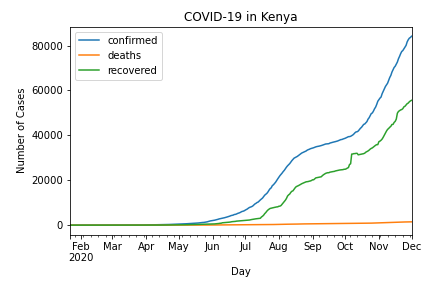 COVID-19 in Kenya
confirmed
deaths
recovered
Number of Cases
80000
60000
40000
20000
0
Feb Mar Apr May Jun Jul Aug Sep Oct Nov Dec
2020
Day